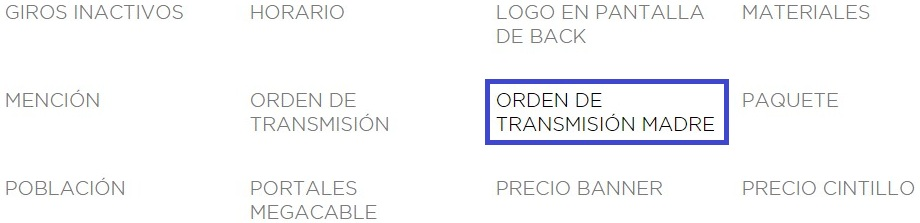 GIROS INACTIVOS
HORARIO
LOGO EN PANTALLA
DE BACK
MATERIALES
MENCIÓN
ORDEN DE
TRANSMISIÓN
ORDEN DE
TRANSMISIÓN MADRE
PAQUETE
POBLACIÓN
PORTALES
MEGACABLE
PRECIO BANNER
PRECIO CINTILLO